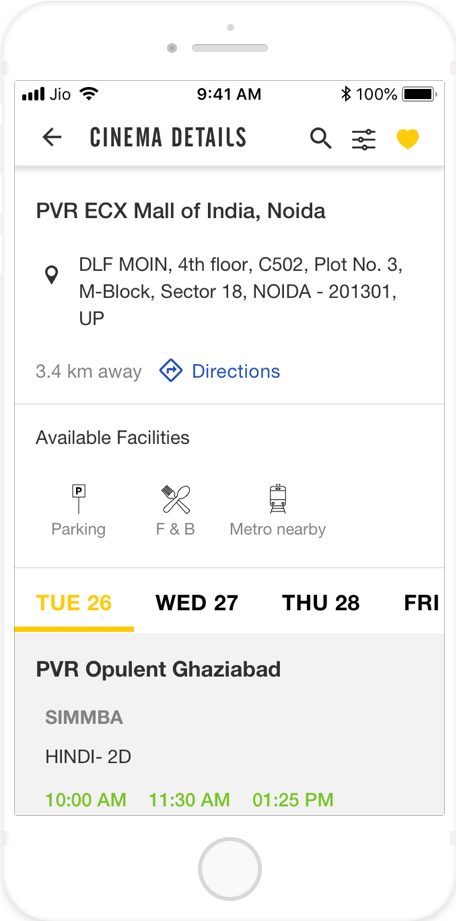 Jio 9:41 AM 100%
CINEMA DETAILS
PVR ECX Mall of India, Noida
DLF MOIN, 4th floor, C502, Plot No. 3,
M-Block, Sector 18, NOIDA - 201301,
UP
3.4 km away Directions
Available Facilities
P
Parking F & B Metro nearby
TUE 26 WED 27 THU 28 FRI
PVR Opulent Ghaziabad
SIMMBA
HINDI- 2D
10:00 AM 11:30 AM 01:25 PM